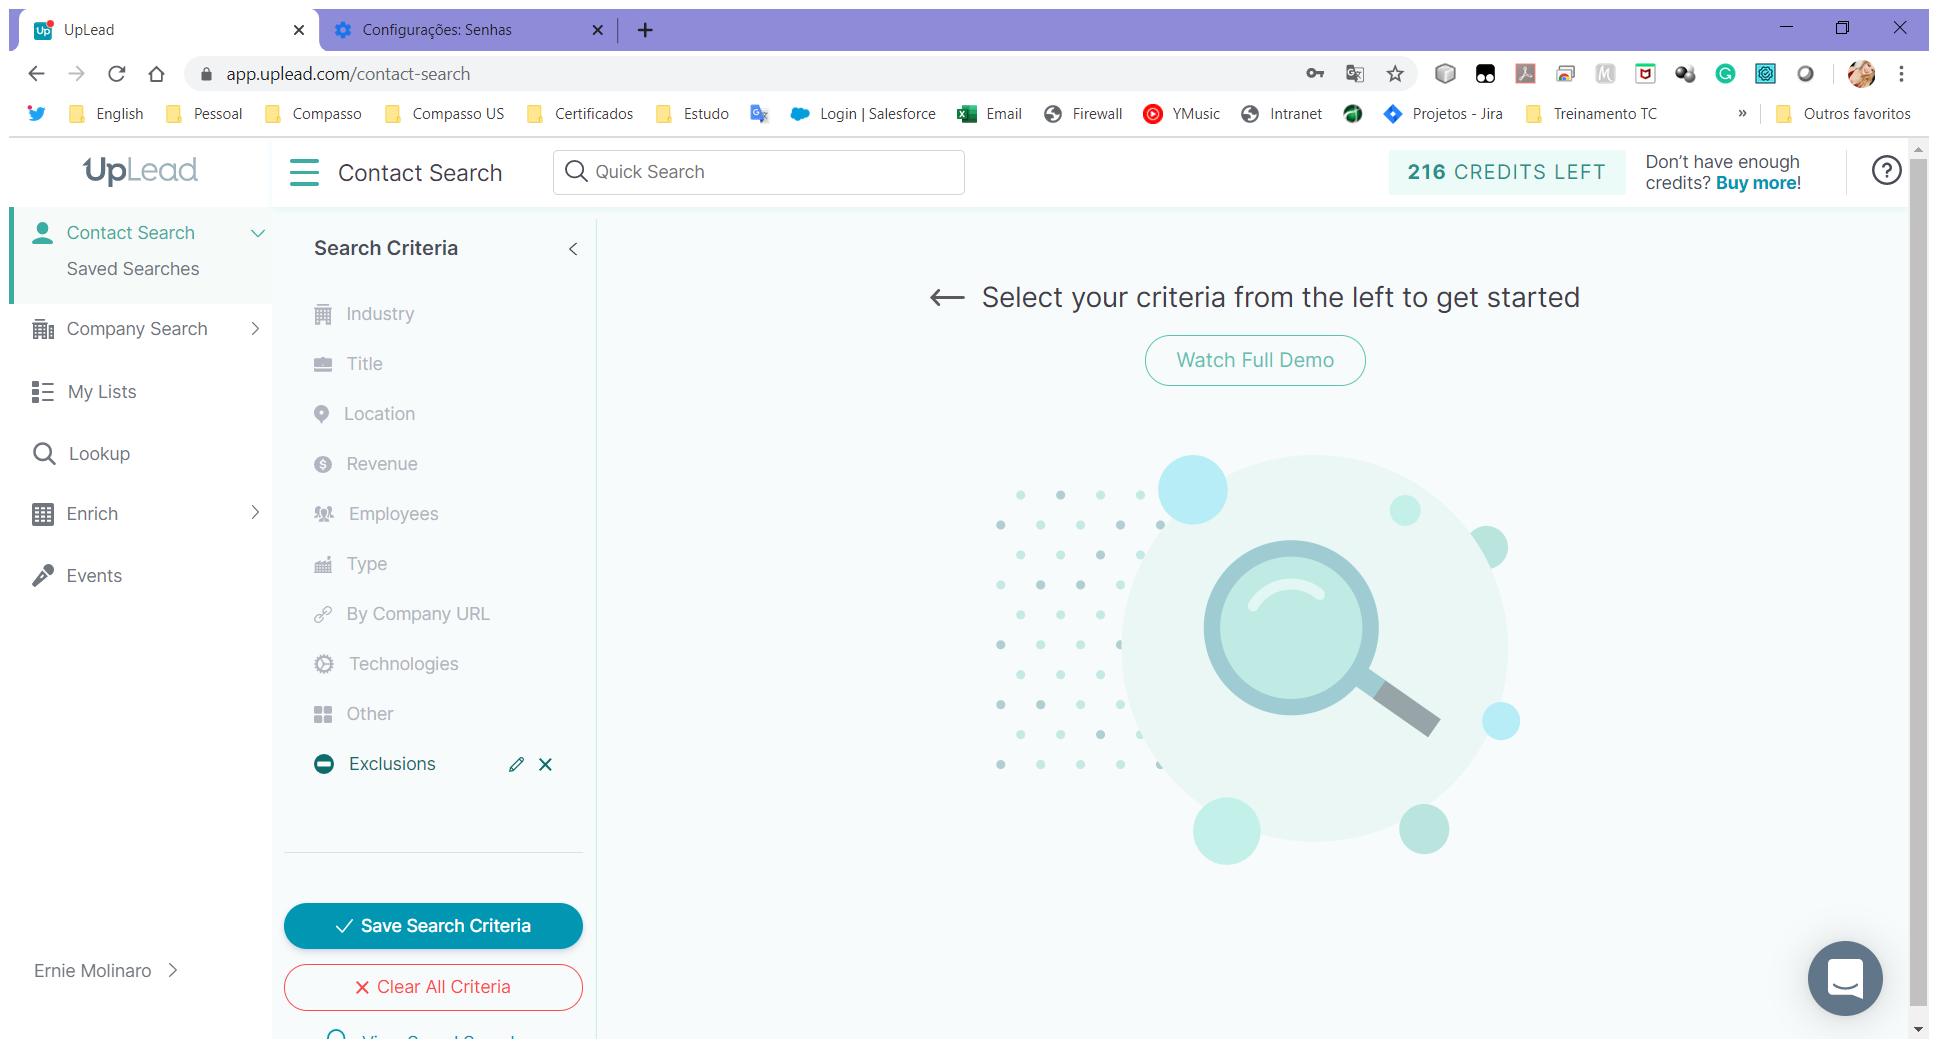 UpLead
Configurações: Senhas
app.uplead.com/contact-search
English
Pessoal
Compasso
Compasso US
Certificados
Estudo
Login | Salesforce
Email
Firewall
YMusic
Intranet
Projetos - Jira
Treinamento TC
»
Outros favoritos
UpLead
Contact Search
Quick Search
216 CREDITS LEFT
Don't have enough
credits? Buy more!
Contact Search
Saved Searches
Company Search
My Lists
Lookup
Enrich
Events
Ernie Molinaro
Search Criteria
Industry
Title
Location
Revenue
Employees
Type
By Company URL
Technologies
Other
Exclusions
Save Search Criteria
Clear All Criteria
Select your criteria from the left to get started
Watch Full Demo